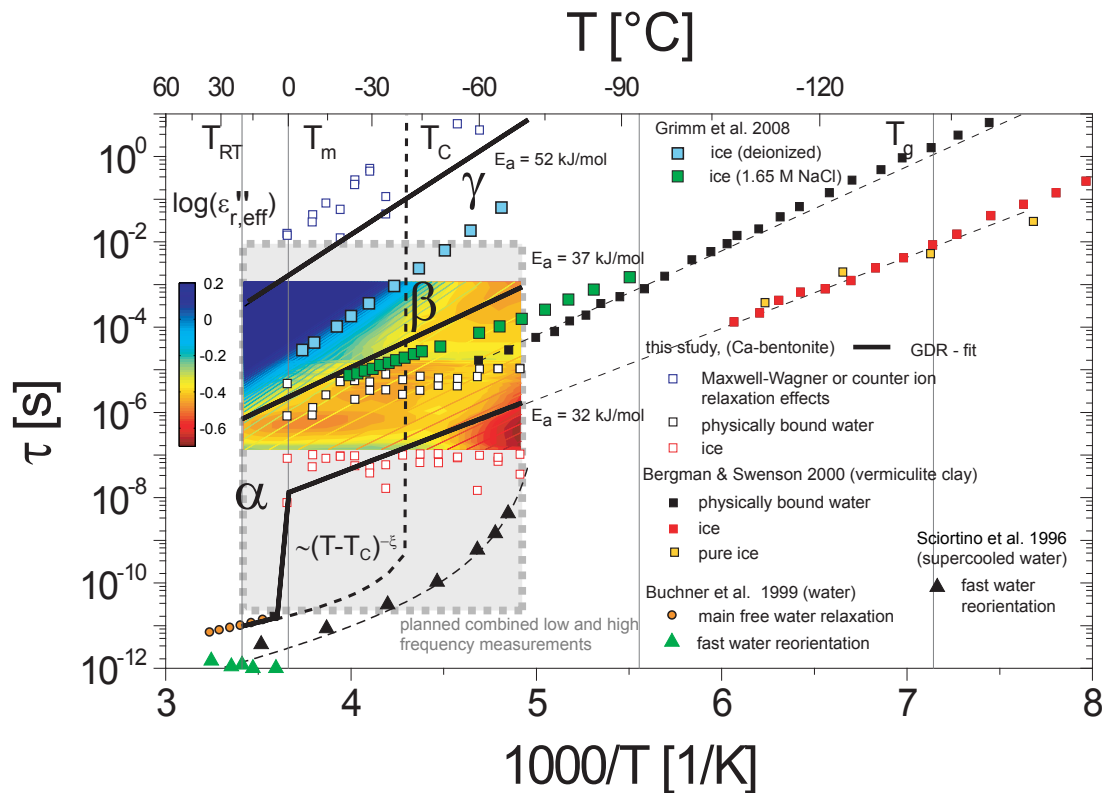 T [°C]
60 30 0 -30 -60 -90 -120
T_RT T_m T_C T_g
E_a = 52 kJ/mol
γ
log(ε''_r,eff)
E_a = 37 kJ/mol
β
0.2
0
-0.2
-0.4
-0.6
E_a = 32 kJ/mol
α
~(T-T_C)^-ξ
planned combined low and high
frequency measurements
Grimm et al. 2008
ice (deionized)
ice (1.65 M NaCl)
this study, (Ca-bentonite) GDR - fit
Maxwell-Wagner or counter ion
relaxation effects
physically bound water
ice
Bergman & Swenson 2000 (vermiculite clay)
physically bound water
ice
pure ice
Sciortino et al. 1996
(supercooled water)
fast water
reorientation
Buchner et al. 1999 (water)
main free water relaxation
fast water reorientation
τ [s]
10^0
10^-2
10^-4
10^-6
10^-8
10^-10
10^-12
3 4 5 6 7 8
1000/T [1/K]